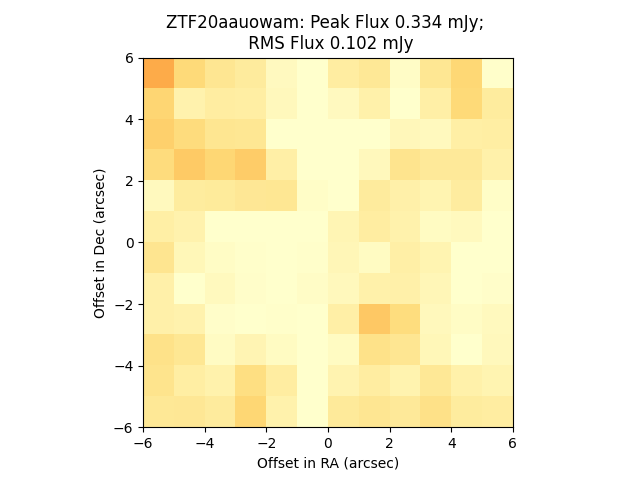 ZTF20aauowam: Peak Flux 0.334 mJy;
RMS Flux 0.102 mJy
6
4
2
0
−2
−4
−6
Offset in Dec (arcsec)
−6 −4 −2 0 2 4 6
Offset in RA (arcsec)